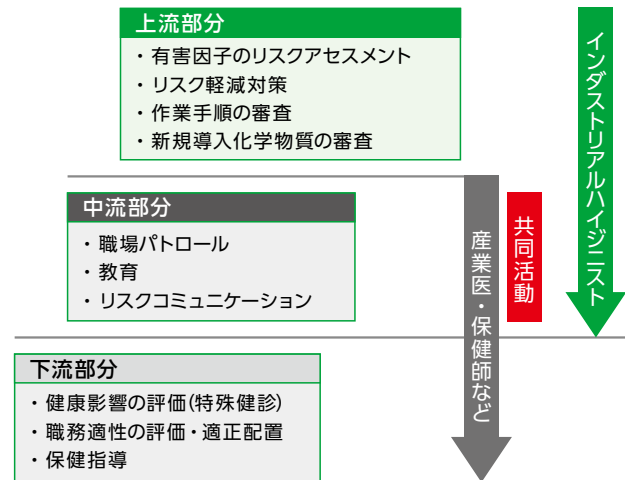 上流部分
・有害因子のリスクアセスメント
・リスク軽減対策
・作業手順の審査
・新規導入化学物質の審査
インダストリアルハイジニスト
中流部分
・職場パトロール
・教育
・リスクコミュニケーション
産業医・保健師など
共同活動
下流部分
・健康影響の評価(特殊健診)
・職務適性の評価・適正配置
・保健指導